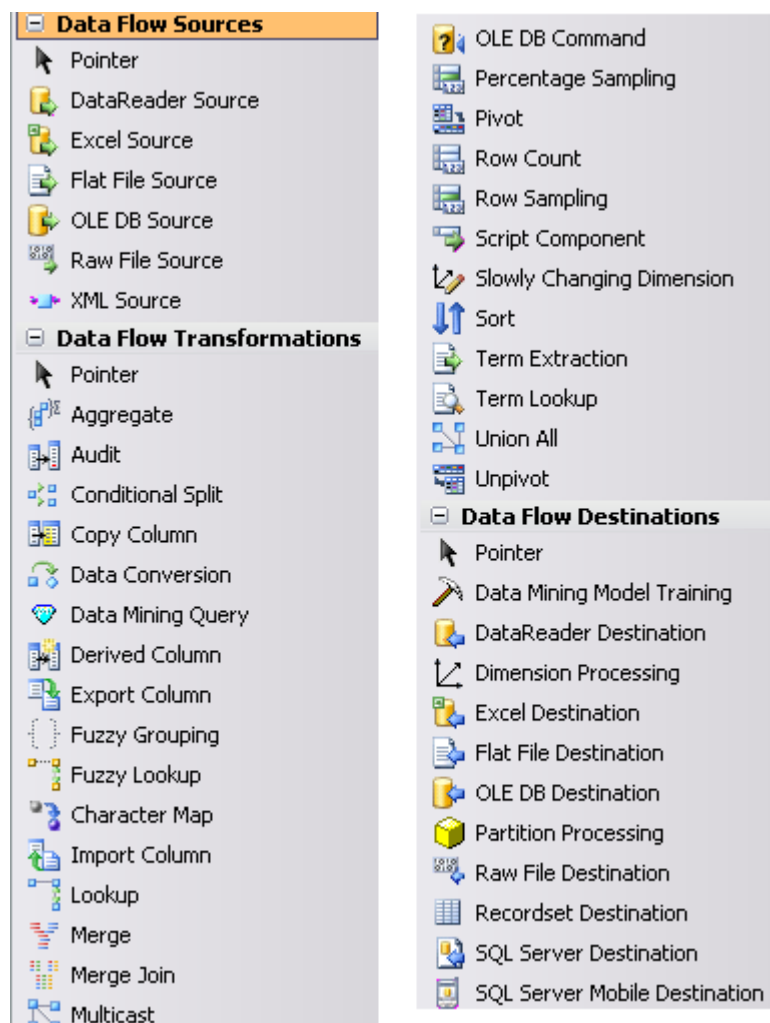 Data Flow Sources
Pointer
DataReader Source
Excel Source
Flat File Source
OLE DB Source
Raw File Source
XML Source
Data Flow Transformations
Pointer
Aggregate
Audit
Conditional Split
Copy Column
Data Conversion
Data Mining Query
Derived Column
Export Column
Fuzzy Grouping
Fuzzy Lookup
Character Map
Import Column
Lookup
Merge
Merge Join
Multicast
OLE DB Command
Percentage Sampling
Pivot
Row Count
Row Sampling
Script Component
Slowly Changing Dimension
Sort
Term Extraction
Term Lookup
Union All
Unpivot
Data Flow Destinations
Pointer
Data Mining Model Training
DataReader Destination
Dimension Processing
Excel Destination
Flat File Destination
OLE DB Destination
Partition Processing
Raw File Destination
Recordset Destination
SQL Server Destination
SQL Server Mobile Destination